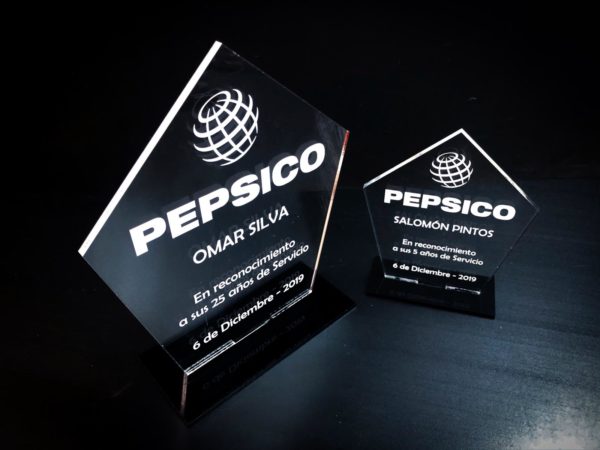 PEPSICO
OMAR SILVA
En reconocimiento
a sus 25 años de Servicio
6 de Diciembre - 2019
PEPSICO
SALOMÓN PINTOS
En reconocimiento
a sus 5 años de Servicio
6 de Diciembre - 2019